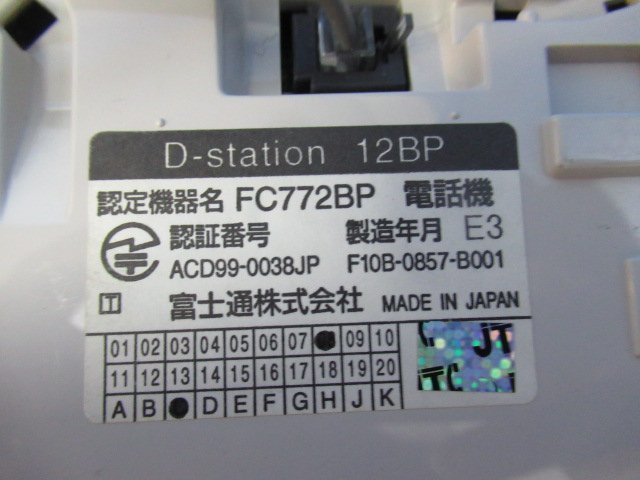 D-station 12BP
認定機器名 FC772BP 電話機
認証番号 製造年月 E3
ACD99-0038JP F10B-0857-B001
T 富士通株式会社 MADE IN JAPAN
01 02 03 04 05 06 07 09 10
11 12 13 14 15 16 17 18 19 20
A B D E F G H J K
JT